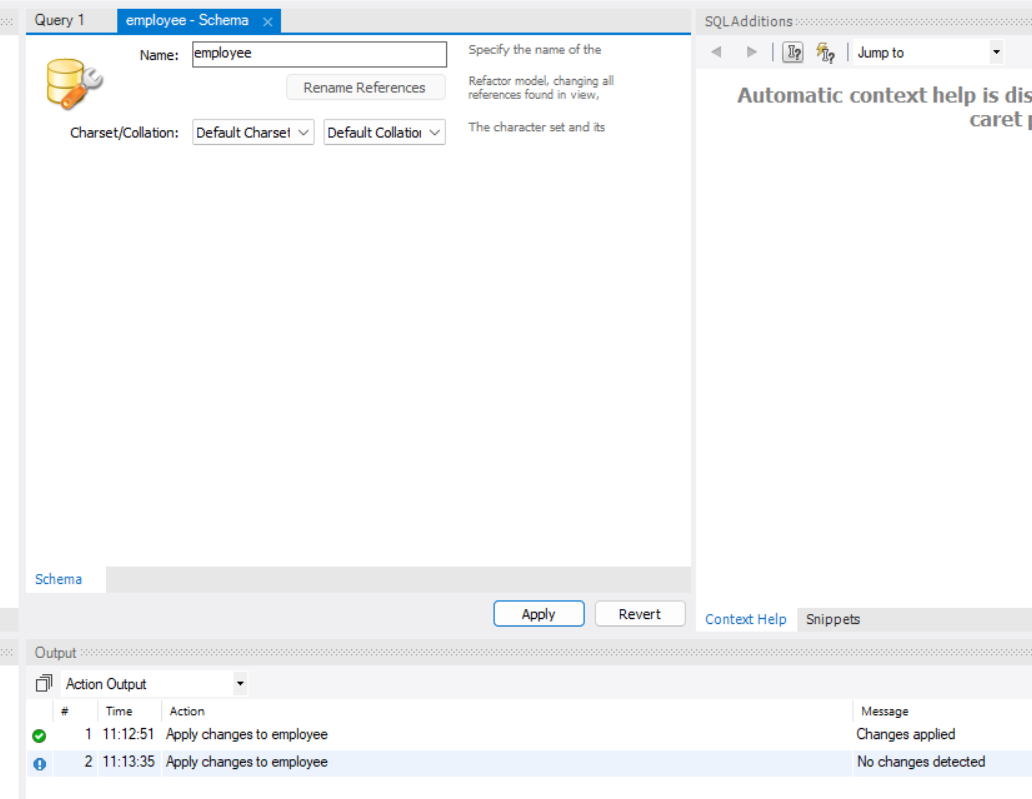 Query 1
employee - Schema
Name:
employee
Specify the name of the
Rename References
Refactor model, changing all
references found in view,
Charset/Collation:
Default Charset
Default Collation
The character set and its
Schema
Apply
Revert
SQLAdditions
Jump to
Automatic context help is dis
caret p
Context Help
Snippets
Output
Action Output
# Time Action Message
1 11:12:51 Apply changes to employee Changes applied
2 11:13:35 Apply changes to employee No changes detected